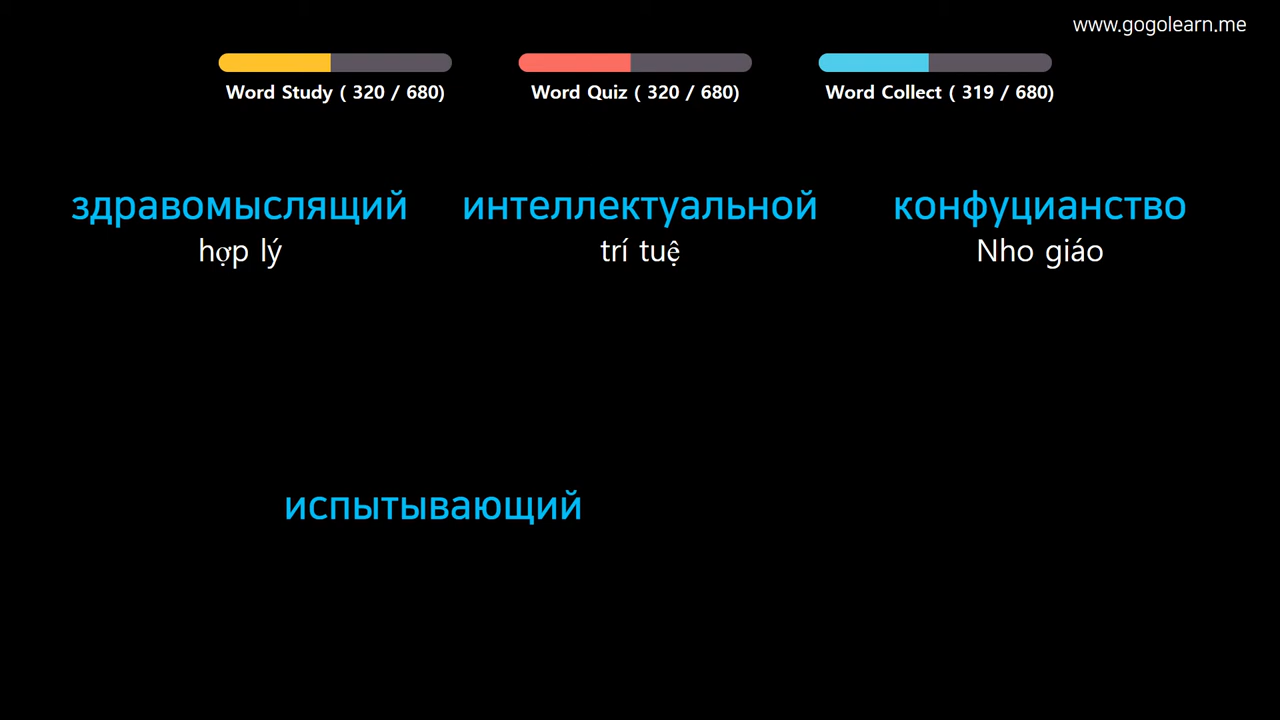 www.gogolearn.me
Word Study ( 320 / 680)
Word Quiz ( 320 / 680)
Word Collect ( 319 / 680)
здравомыслящий
hợp lý
интеллектуальной
trí tuệ
конфуцианство
Nho giáo
испытывающий